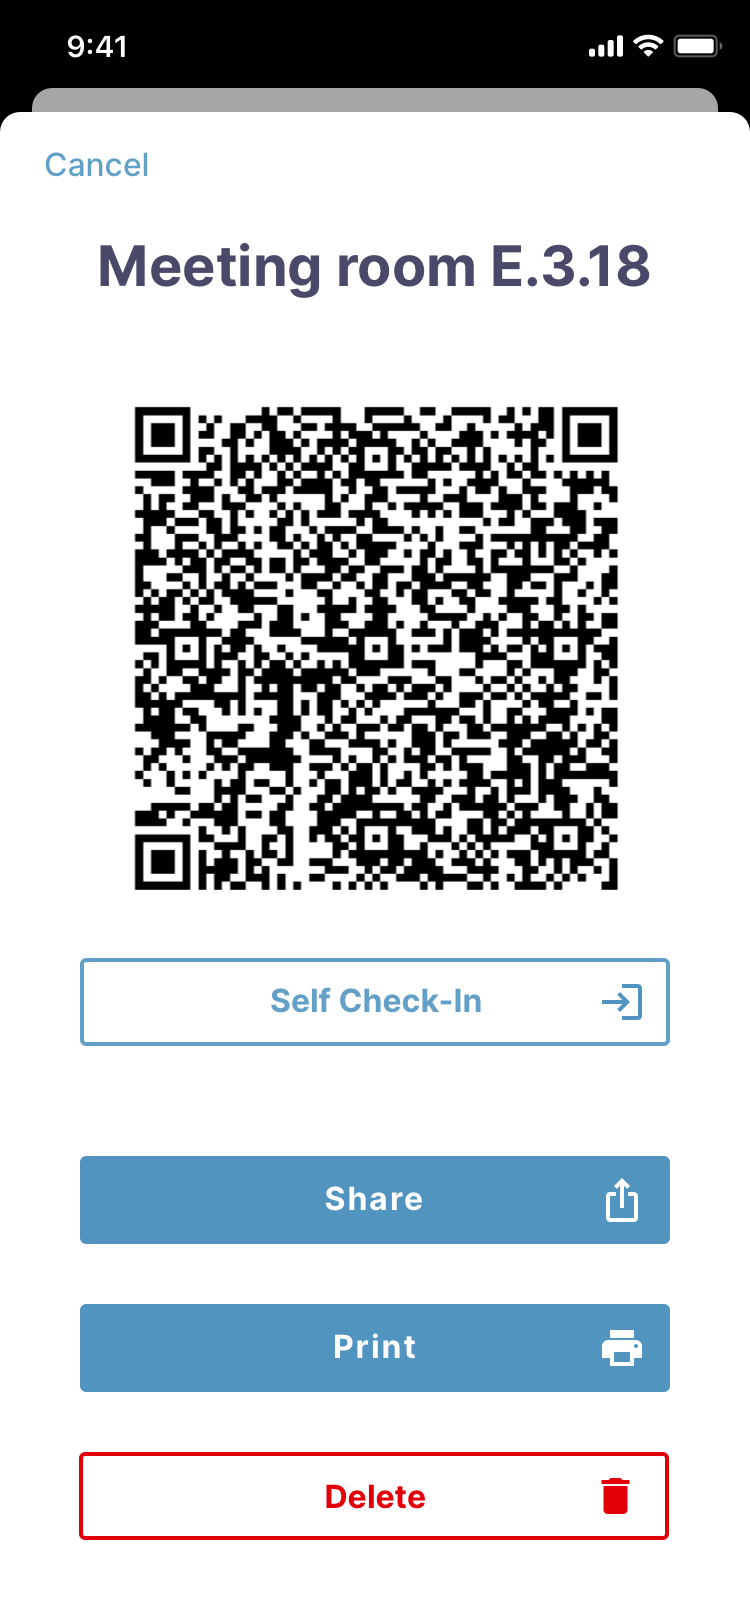 9:41
Cancel
Meeting room E.3.18
Self Check-In
Share
Print
Delete